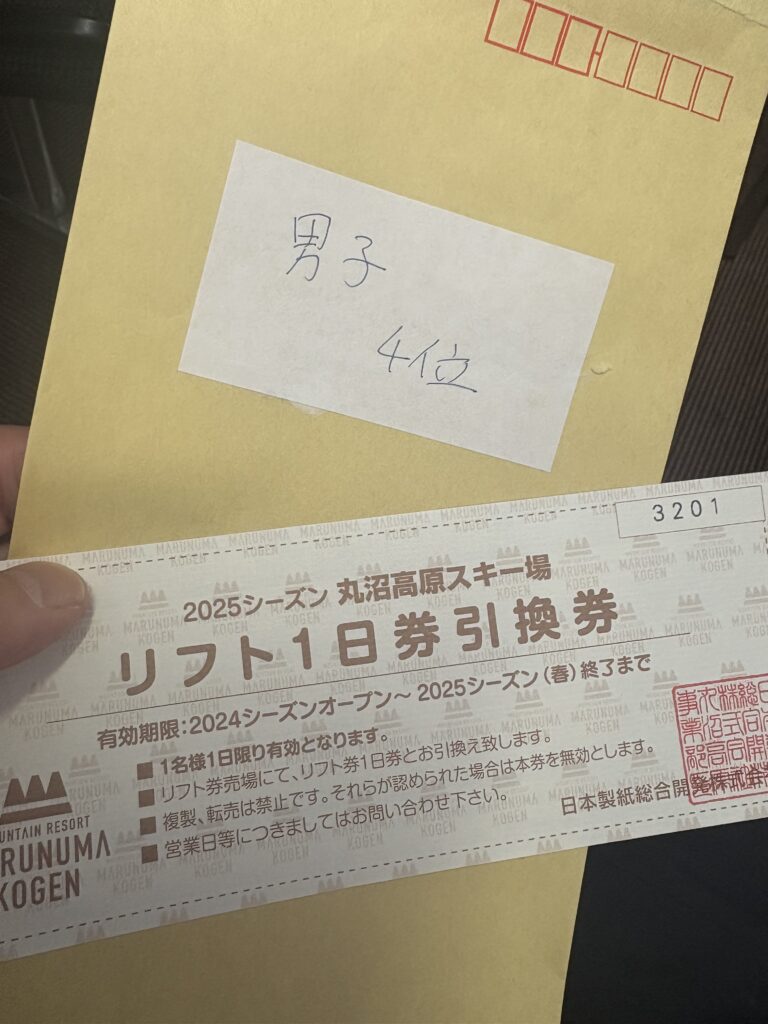 男子
4位
3201
2025シーズン 丸沼高原スキー場
リフト1日券引換券
有効期限:2024シーズンオープン〜2025シーズン(春)終了まで
■ 1名様1日限り有効となります。
■ リフト券売場にて、リフト券1日券とお引換え致します。
■ 複製、転売は禁止です。それらが認められた場合は本券を無効とします。
■ 営業日等につきましてはお問い合わせ下さい。
日本製紙総合開発株式会
UNTAIN RESORT
ARUNUMA
KOGEN